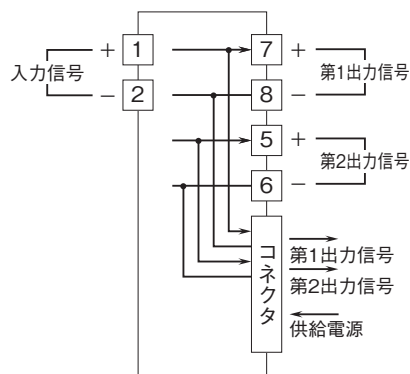 入力信号
+ 1
− 2
7 +
第1出力信号
8 −
5 +
第2出力信号
6 −
コネクタ
第1出力信号
第2出力信号
供給電源